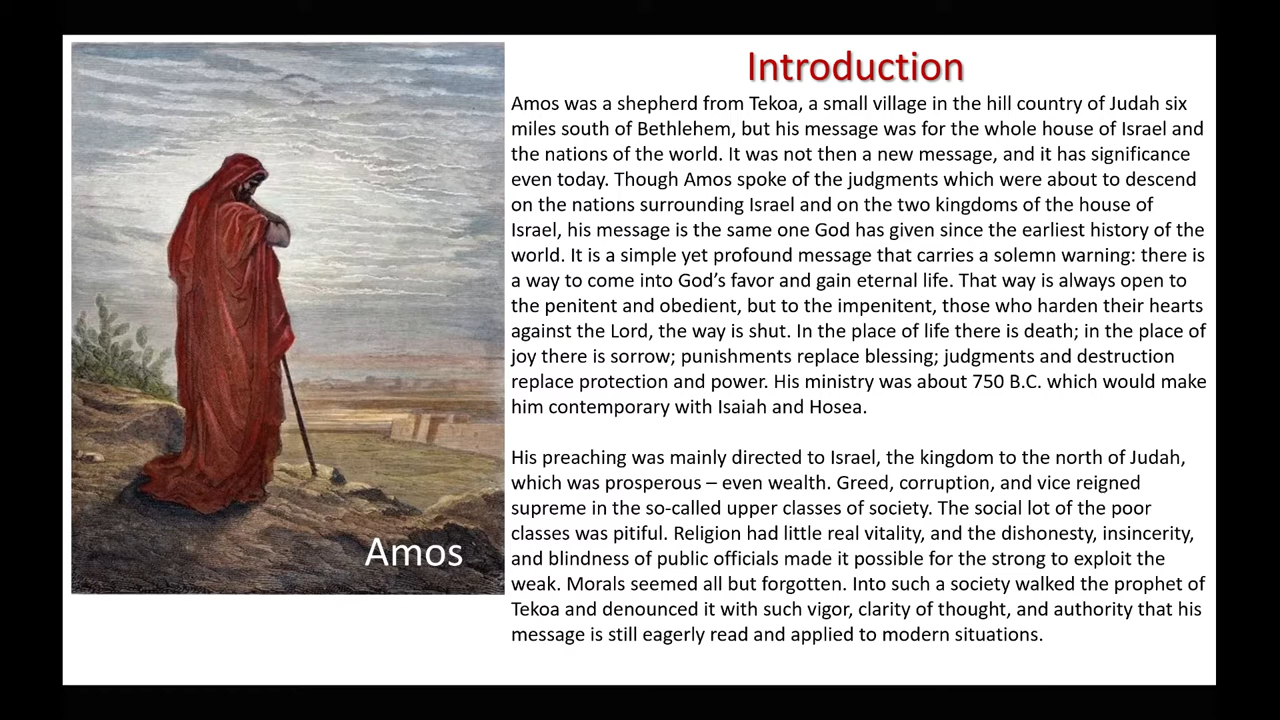 Introduction
Amos was a shepherd from Tekoa, a small village in the hill country of Judah six
miles south of Bethlehem, but his message was for the whole house of Israel and
the nations of the world. It was not then a new message, and it has significance
even today. Though Amos spoke of the judgments which were about to descend
on the nations surrounding Israel and on the two kingdoms of the house of
Israel, his message is the same one God has given since the earliest history of the
world. It is a simple yet profound message that carries a solemn warning: there is
a way to come into God’s favor and gain eternal life. That way is always open to
the penitent and obedient, but to the impenitent, those who harden their hearts
against the Lord, the way is shut. In the place of life there is death; in the place of
joy there is sorrow; punishments replace blessing; judgments and destruction
replace protection and power. His ministry was about 750 B.C. which would make
him contemporary with Isaiah and Hosea.
His preaching was mainly directed to Israel, the kingdom to the north of Judah,
which was prosperous – even wealth. Greed, corruption, and vice reigned
supreme in the so-called upper classes of society. The social lot of the poor
classes was pitiful. Religion had little real vitality, and the dishonesty, insincerity,
and blindness of public officials made it possible for the strong to exploit the
weak. Morals seemed all but forgotten. Into such a society walked the prophet of
Tekoa and denounced it with such vigor, clarity of thought, and authority that his
message is still eagerly read and applied to modern situations.
Amos